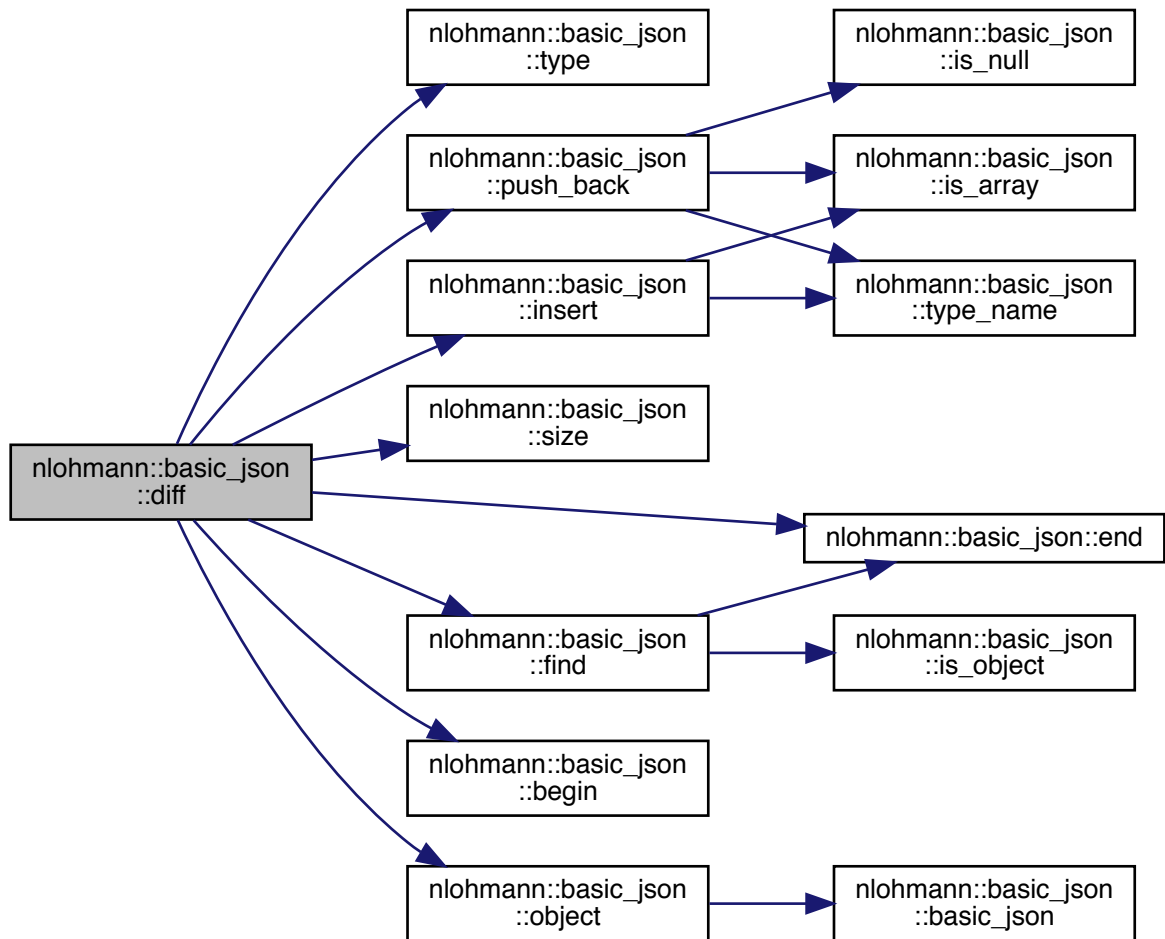 nlohmann::basic_json
::diff
nlohmann::basic_json
::type
nlohmann::basic_json
::push_back
nlohmann::basic_json
::insert
nlohmann::basic_json
::size
nlohmann::basic_json::end
nlohmann::basic_json
::find
nlohmann::basic_json
::begin
nlohmann::basic_json
::object
nlohmann::basic_json
::is_null
nlohmann::basic_json
::is_array
nlohmann::basic_json
::type_name
nlohmann::basic_json
::is_object
nlohmann::basic_json
::basic_json